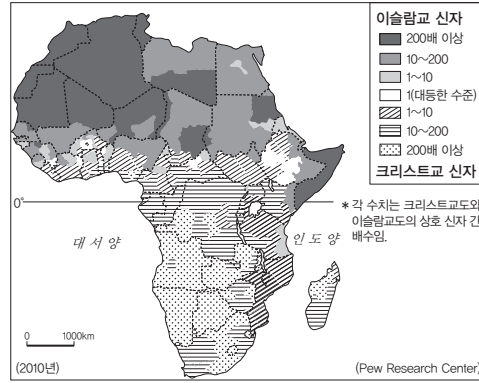 이슬람교 신자
200배 이상
10～200
1～10
1(대등한 수준)
1～10
10～200
200배 이상
크리스트교 신자
* 각 수치는 크리스트교도와
이슬람교도의 상호 신자 간
배수임.
0°
대서양
인도양
0 1000km
(2010년)
(Pew Research Center)